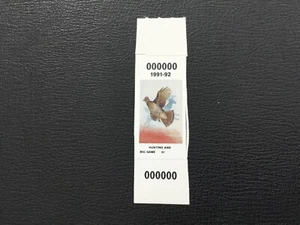 000000
1991-92
HUNTING AND
BIG GAME
000000